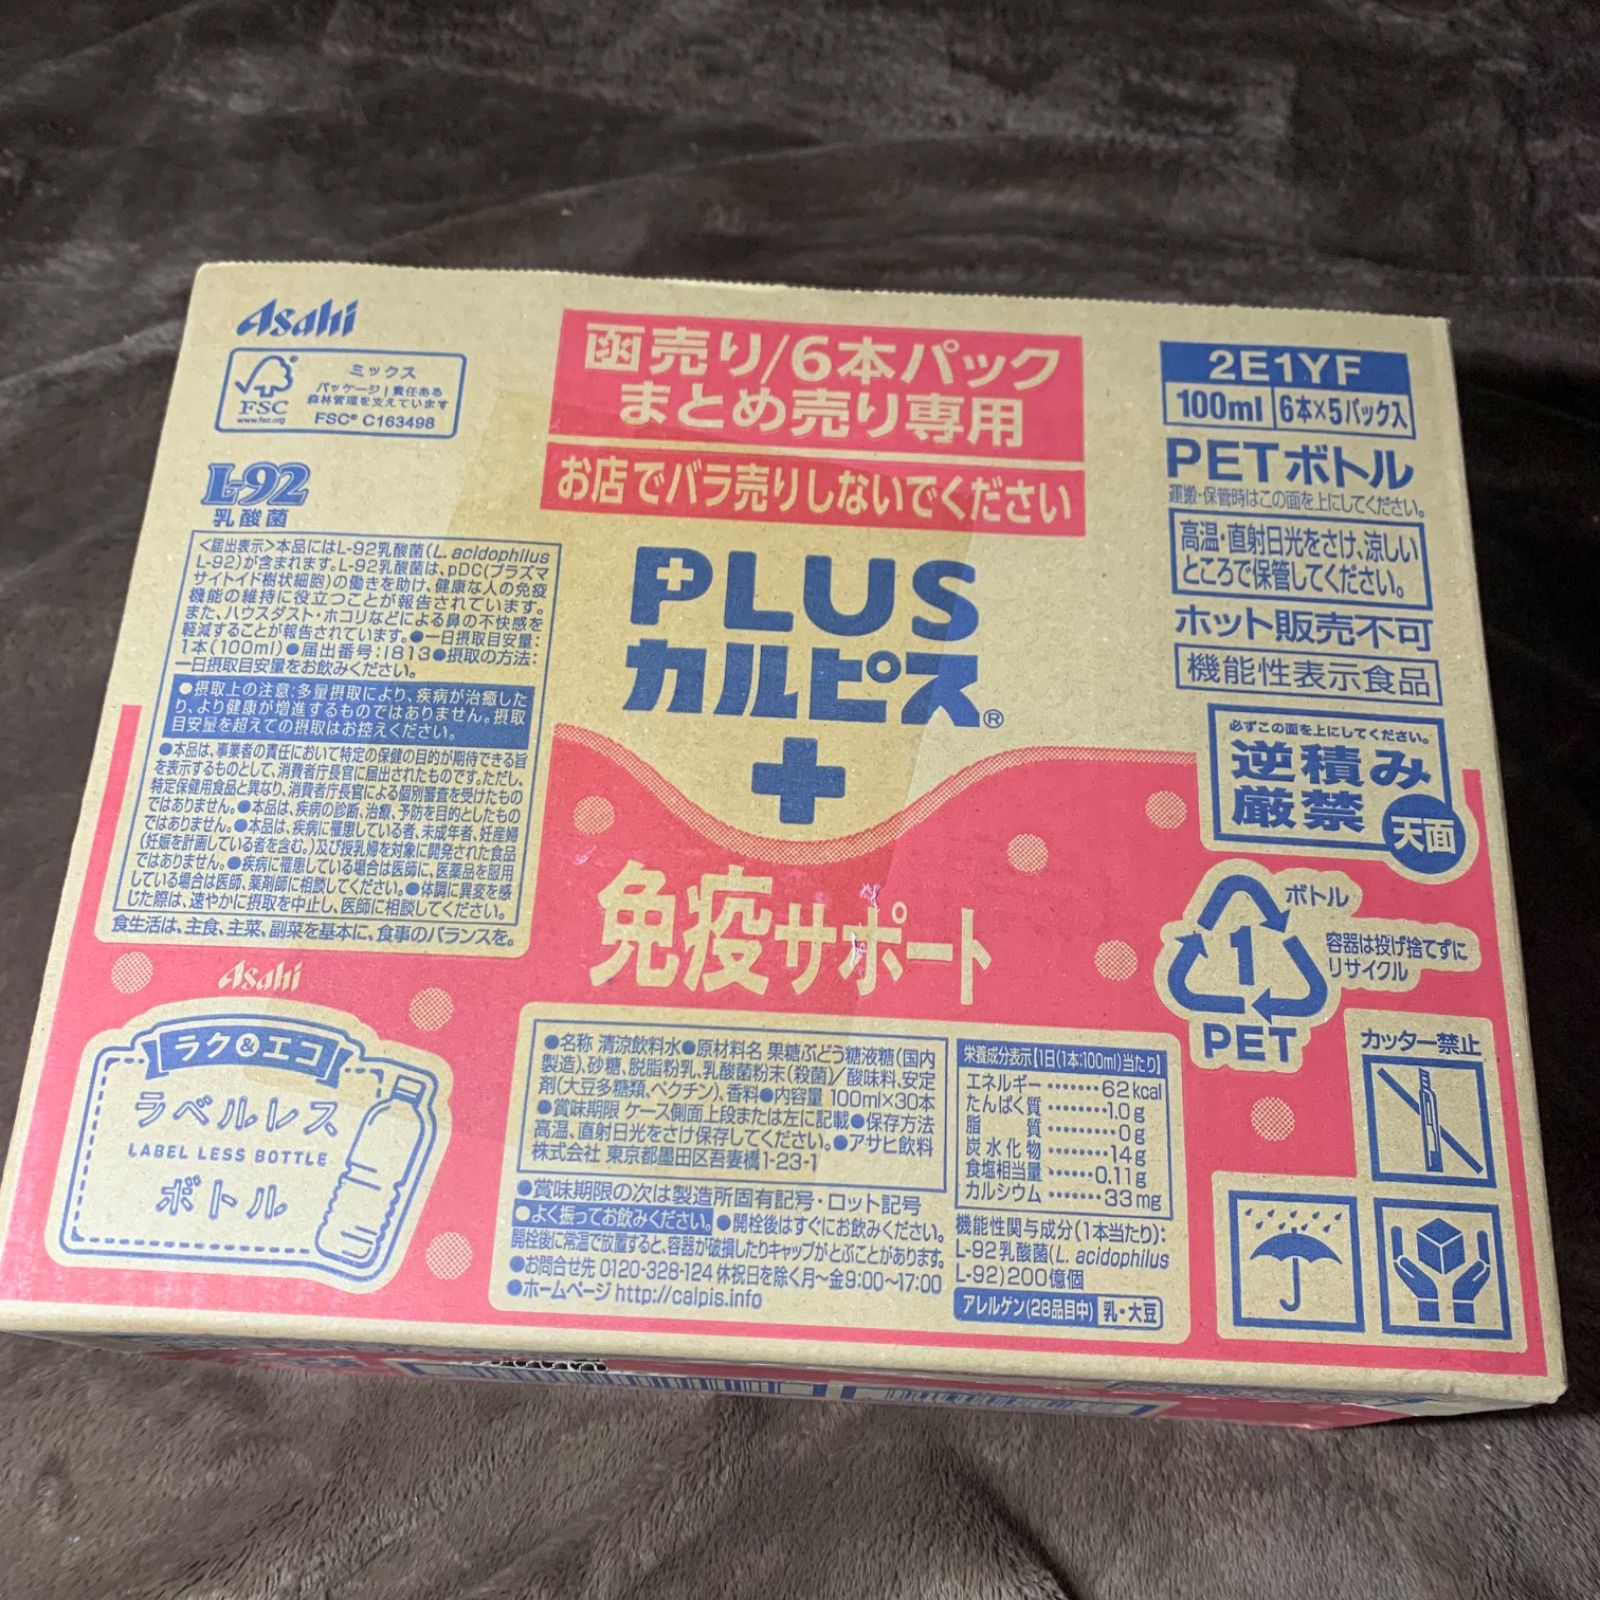 Asahi
FSC
www.fsc.org
ミックス
パッケージ|責任ある
森林管理を支えています
FSC® C163498
函売り/6本パック
まとめ売り専用
お店でバラ売りしないでください
2E1YF
100ml 6本×5パック入
PETボトル
運搬・保管時はこの面を上にしてください。
高温・直射日光をさけ、涼しい
ところで保管してください。
ホット販売不可
機能性表示食品
必ずこの面を上にしてください。
逆積み
厳禁
天面
L-92
乳酸菌
<届出表示>本品にはL-92乳酸菌(L. acidophilus
L-92)が含まれます。L-92乳酸菌は、pDC(プラズマ
サイトイド樹状細胞)の働きを助け、健康な人の免疫
機能の維持に役立つことが報告されています。
また、ハウスダスト・ホコリなどによる鼻の不快感を
軽減することが報告されています。●一日摂取目安量:
1本(100ml)●届出番号:I813●摂取の方法:
一日摂取目安量をお飲みください。
●摂取上の注意:多量摂取により、疾病が治癒した
り、より健康が増進するものではありません。摂取
目安量を超えての摂取はお控えください。
●本品は、事業者の責任において特定の保健の目的が期待できる旨
を表示するものとして、消費者庁長官に届出されたものです。ただし、
特定保健用食品と異なり、消費者庁長官による個別審査を受けたもの
ではありません。●本品は、疾病の診断、治療、予防を目的としたもの
ではありません。●本品は、疾病に罹患している者、未成年者、妊産婦
(妊娠を計画している者を含む。)及び授乳婦を対象に開発された食品
ではありません。●疾病に罹患している場合は医師に、医薬品を服用
している場合は医師、薬剤師に相談してください。●体調に異変を感
じた際は、速やかに摂取を中止し、医師に相談してください。
食生活は、主食、主菜、副菜を基本に、食事のバランスを。
PLUS
カルピス®
免疫サポート
Asahi
ラク&エコ
ラベルレス
LABEL LESS BOTTLE
ボトル
●名称 清涼飲料水●原材料名 果糖ぶどう糖液糖(国内
製造)、砂糖、脱脂粉乳、乳酸菌粉末(殺菌)/酸味料、安定
剤(大豆多糖類、ペクチン)、香料●内容量 100ml×30本
●賞味期限 ケース側面上段または左に記載●保存方法
高温、直射日光をさけ保存してください。●アサヒ飲料
株式会社 東京都墨田区吾妻橋1-23-1
●賞味期限の次は製造所固有記号・ロット記号
●よく振ってお飲みください。●開栓後はすぐにお飲みください。
開栓後に常温で放置すると、容器が破損したりキャップがとぶことがあります。
●お問合せ先 0120-328-124 休祝日を除く月～金9:00～17:00
●ホームページ http://calpis.info
栄養成分表示【1日(1本:100ml)当たり】
エネルギー……62kcal
たんぱく質……1.0g
脂質……0g
炭水化物……14g
食塩相当量……0.11g
カルシウム……33mg
機能性関与成分(1本当たり):
L-92乳酸菌(L. acidophilus
L-92)200億個
アレルゲン(28品目中) 乳・大豆
1
PET
ボトル
容器は投げ捨てずに
リサイクル
カッター禁止